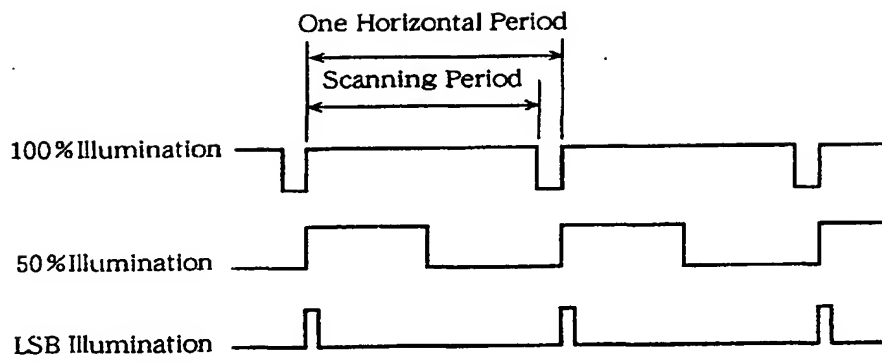 One Horizontal Period
Scanning Period
100%Illumination
50%Illumination
LSB Illumination